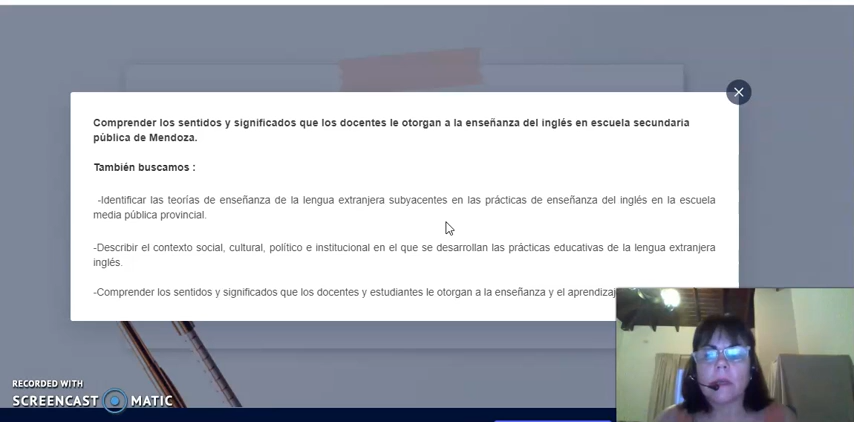 Comprender los sentidos y significados que los docentes le otorgan a la enseñanza del inglés en escuela secundaria
pública de Mendoza.
También buscamos :
-Identificar las teorías de enseñanza de la lengua extranjera subyacentes en las prácticas de enseñanza del inglés en la escuela
media pública provincial.
-Describir el contexto social, cultural, político e institucional en el que se desarrollan las prácticas educativas de la lengua extranjera
inglés.
-Comprender los sentidos y significados que los docentes y estudiantes le otorgan a la enseñanza y el
RECORDED WITH
SCREENCAST MATIC